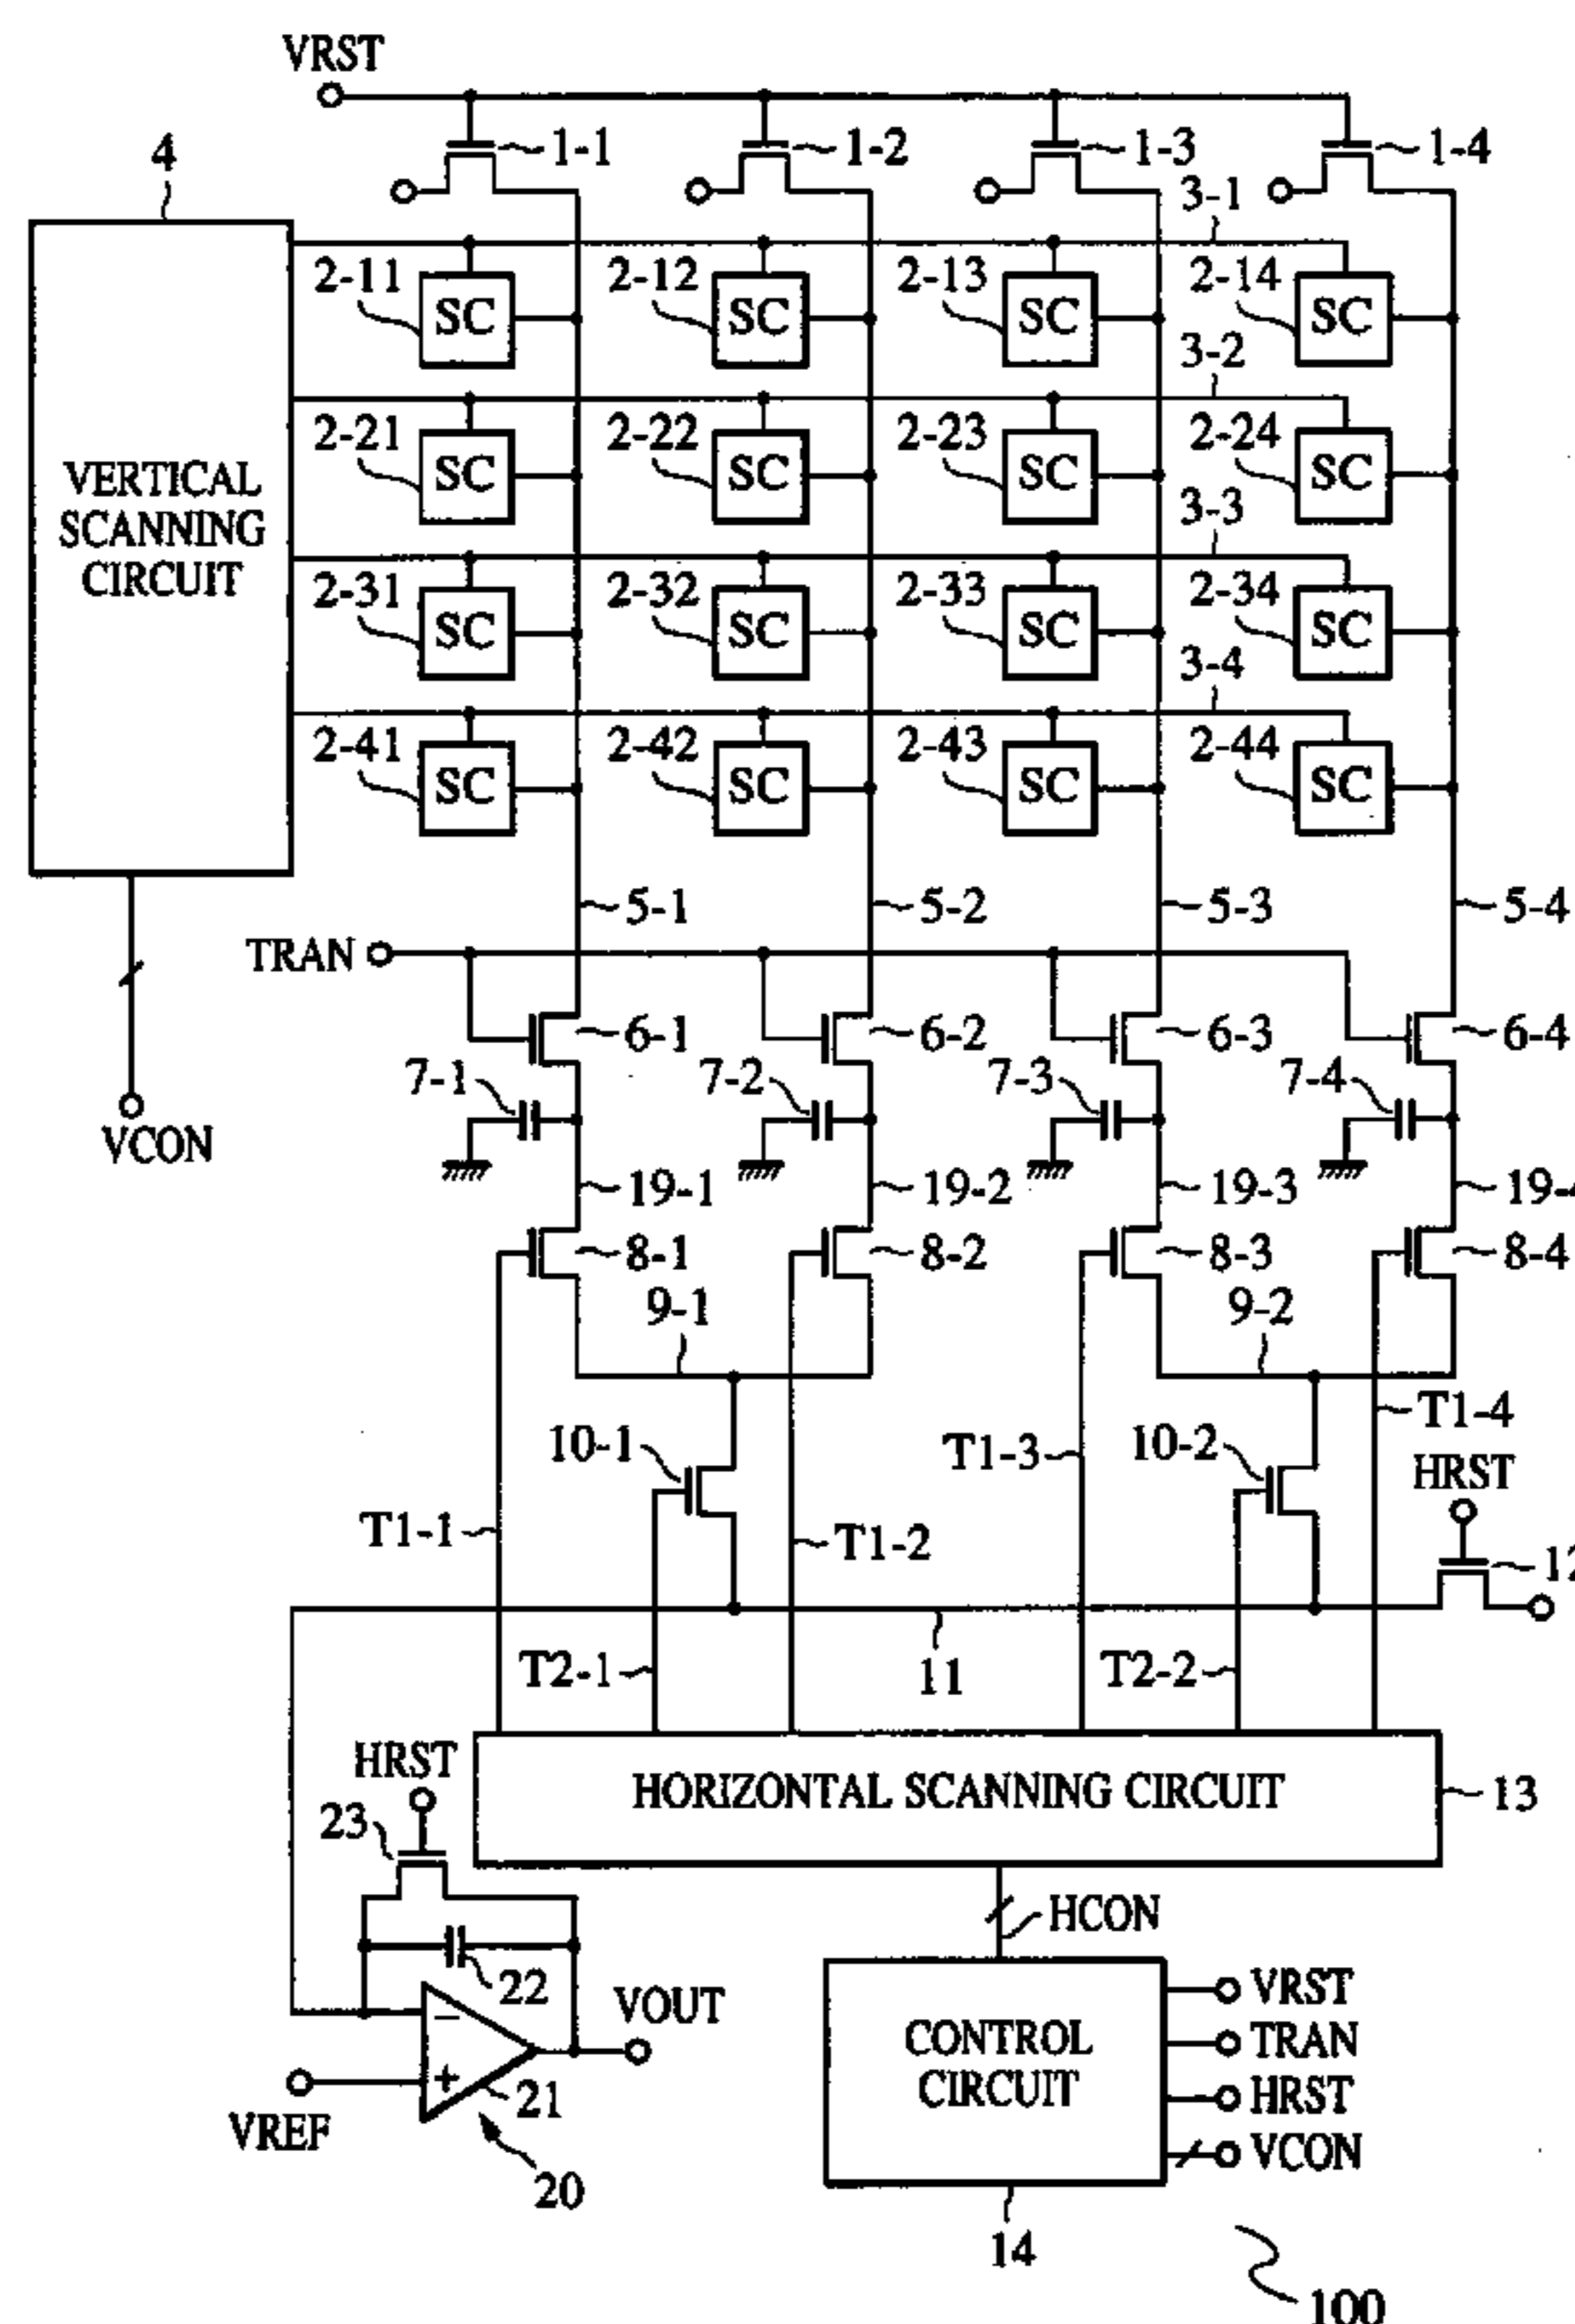 VRST
4
1-1
1-2
1-3
1-4
3-1
2-11
SC
2-12
SC
2-13
SC
2-14
SC
3-2
2-21
SC
2-22
SC
2-23
SC
2-24
SC
VERTICAL
SCANNING
CIRCUIT
3-3
2-31
SC
2-32
SC
2-33
SC
2-34
SC
3-4
2-41
SC
2-42
SC
2-43
SC
2-44
SC
5-1
5-2
5-3
5-4
TRAN
6-1
6-2
6-3
6-4
7-1
7-2
7-3
7-4
VCON
19-1
19-2
19-3
8-1
8-2
8-3
8-4
9-1
9-2
T1-4
10-1
T1-3
10-2
HRST
T1-1
T1-2
12
T2-1
11
T2-2
HRST
HORIZONTAL SCANNING CIRCUIT
13
23
HCON
22
VOUT
VRST
CONTROL
CIRCUIT
TRAN
HRST
VCON
21
VREF
20
14
100